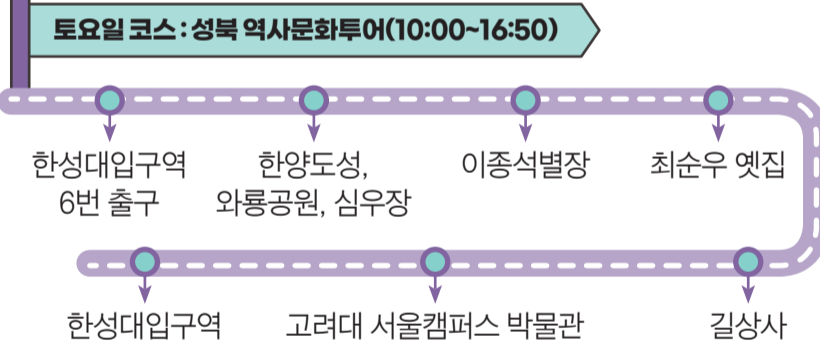 토요일 코스 : 성북 역사문화투어(10:00~16:50)
한성대입구역
6번 출구
한양도성,
와룡공원, 심우장
이종석별장
최순우 옛집
길상사
고려대 서울캠퍼스 박물관
한성대입구역